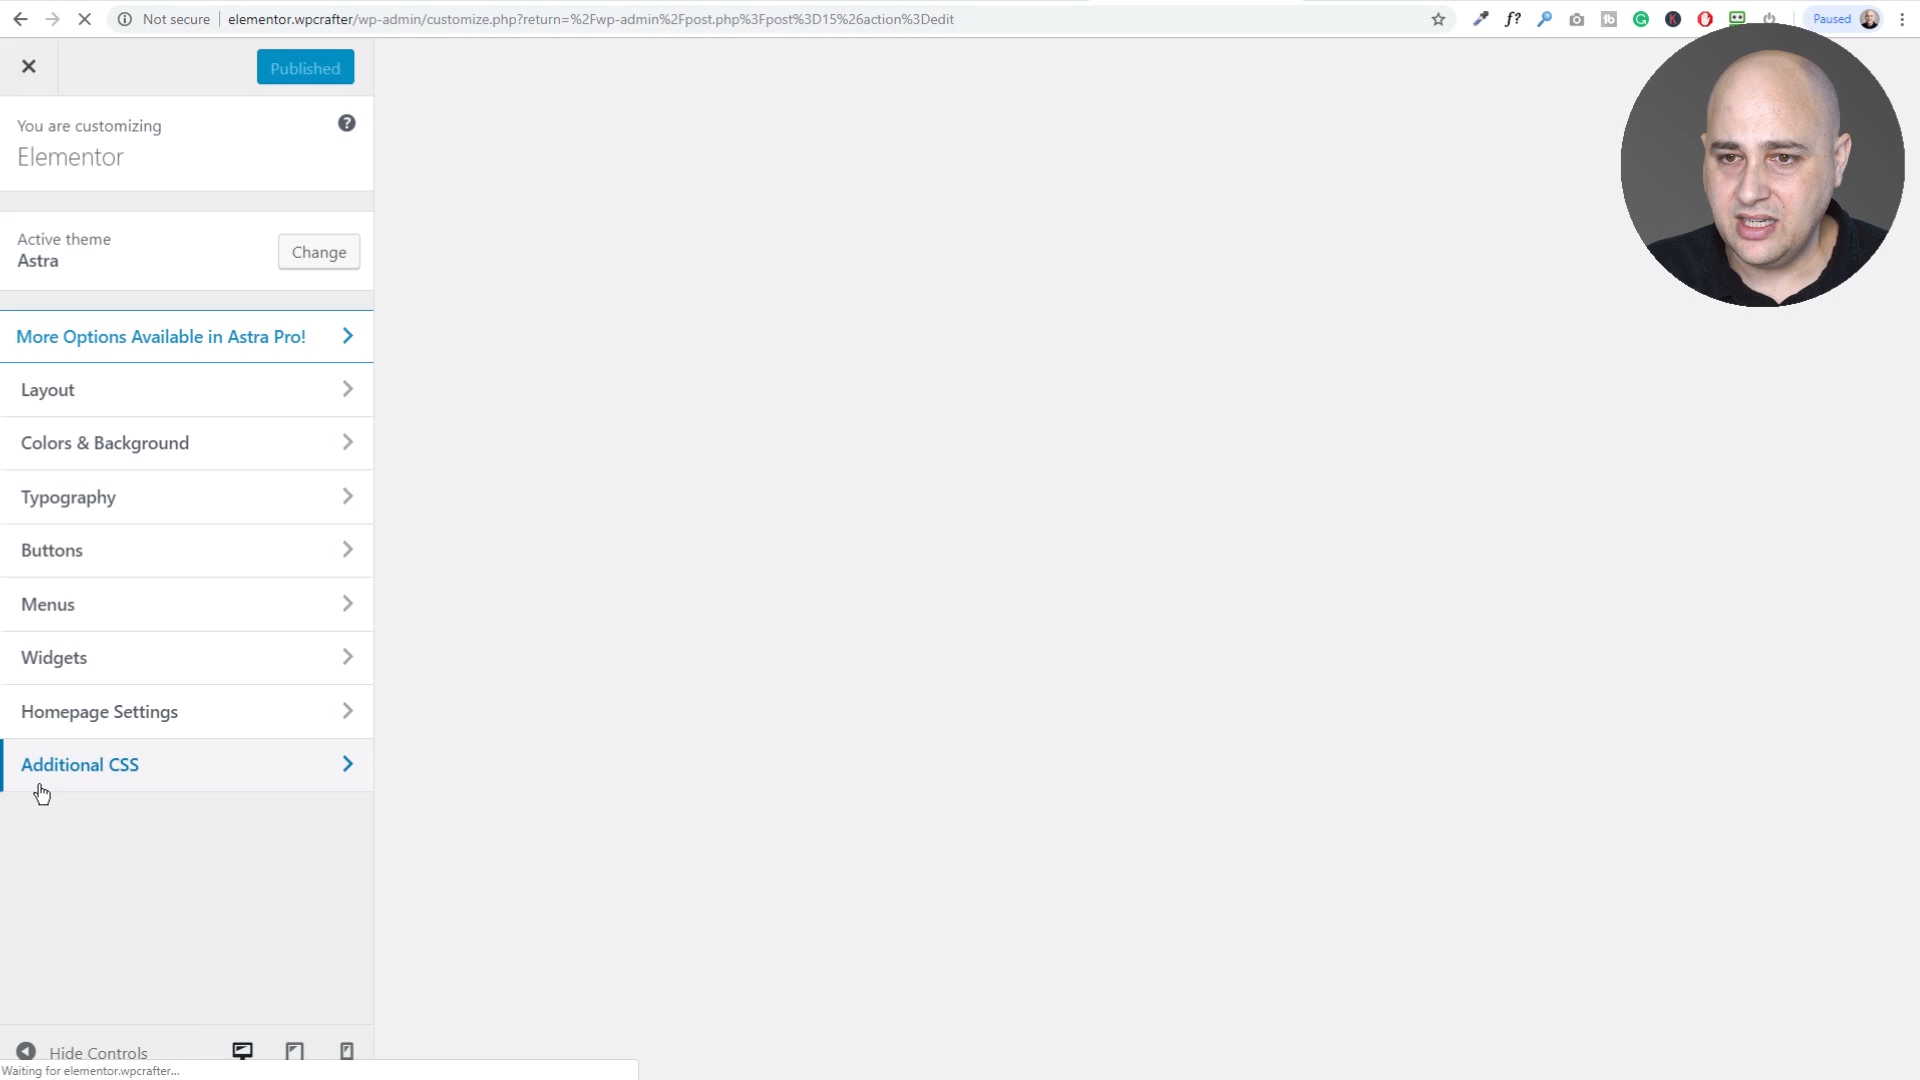 Not secure
elementor.wpcrafter/wp-admin/customize.php?return=%2Fwp-admin%2Fpost.php%3Fpost%3D15%26action%3Dedit
f?
tb
Paused
Published
You are customizing
Elementor
Active theme
Astra
Change
More Options Available in Astra Pro!
Layout
Colors & Background
Typography
Buttons
Menus
Widgets
Homepage Settings
Additional CSS
Hide Controls
Waiting for elementor.wpcrafter...